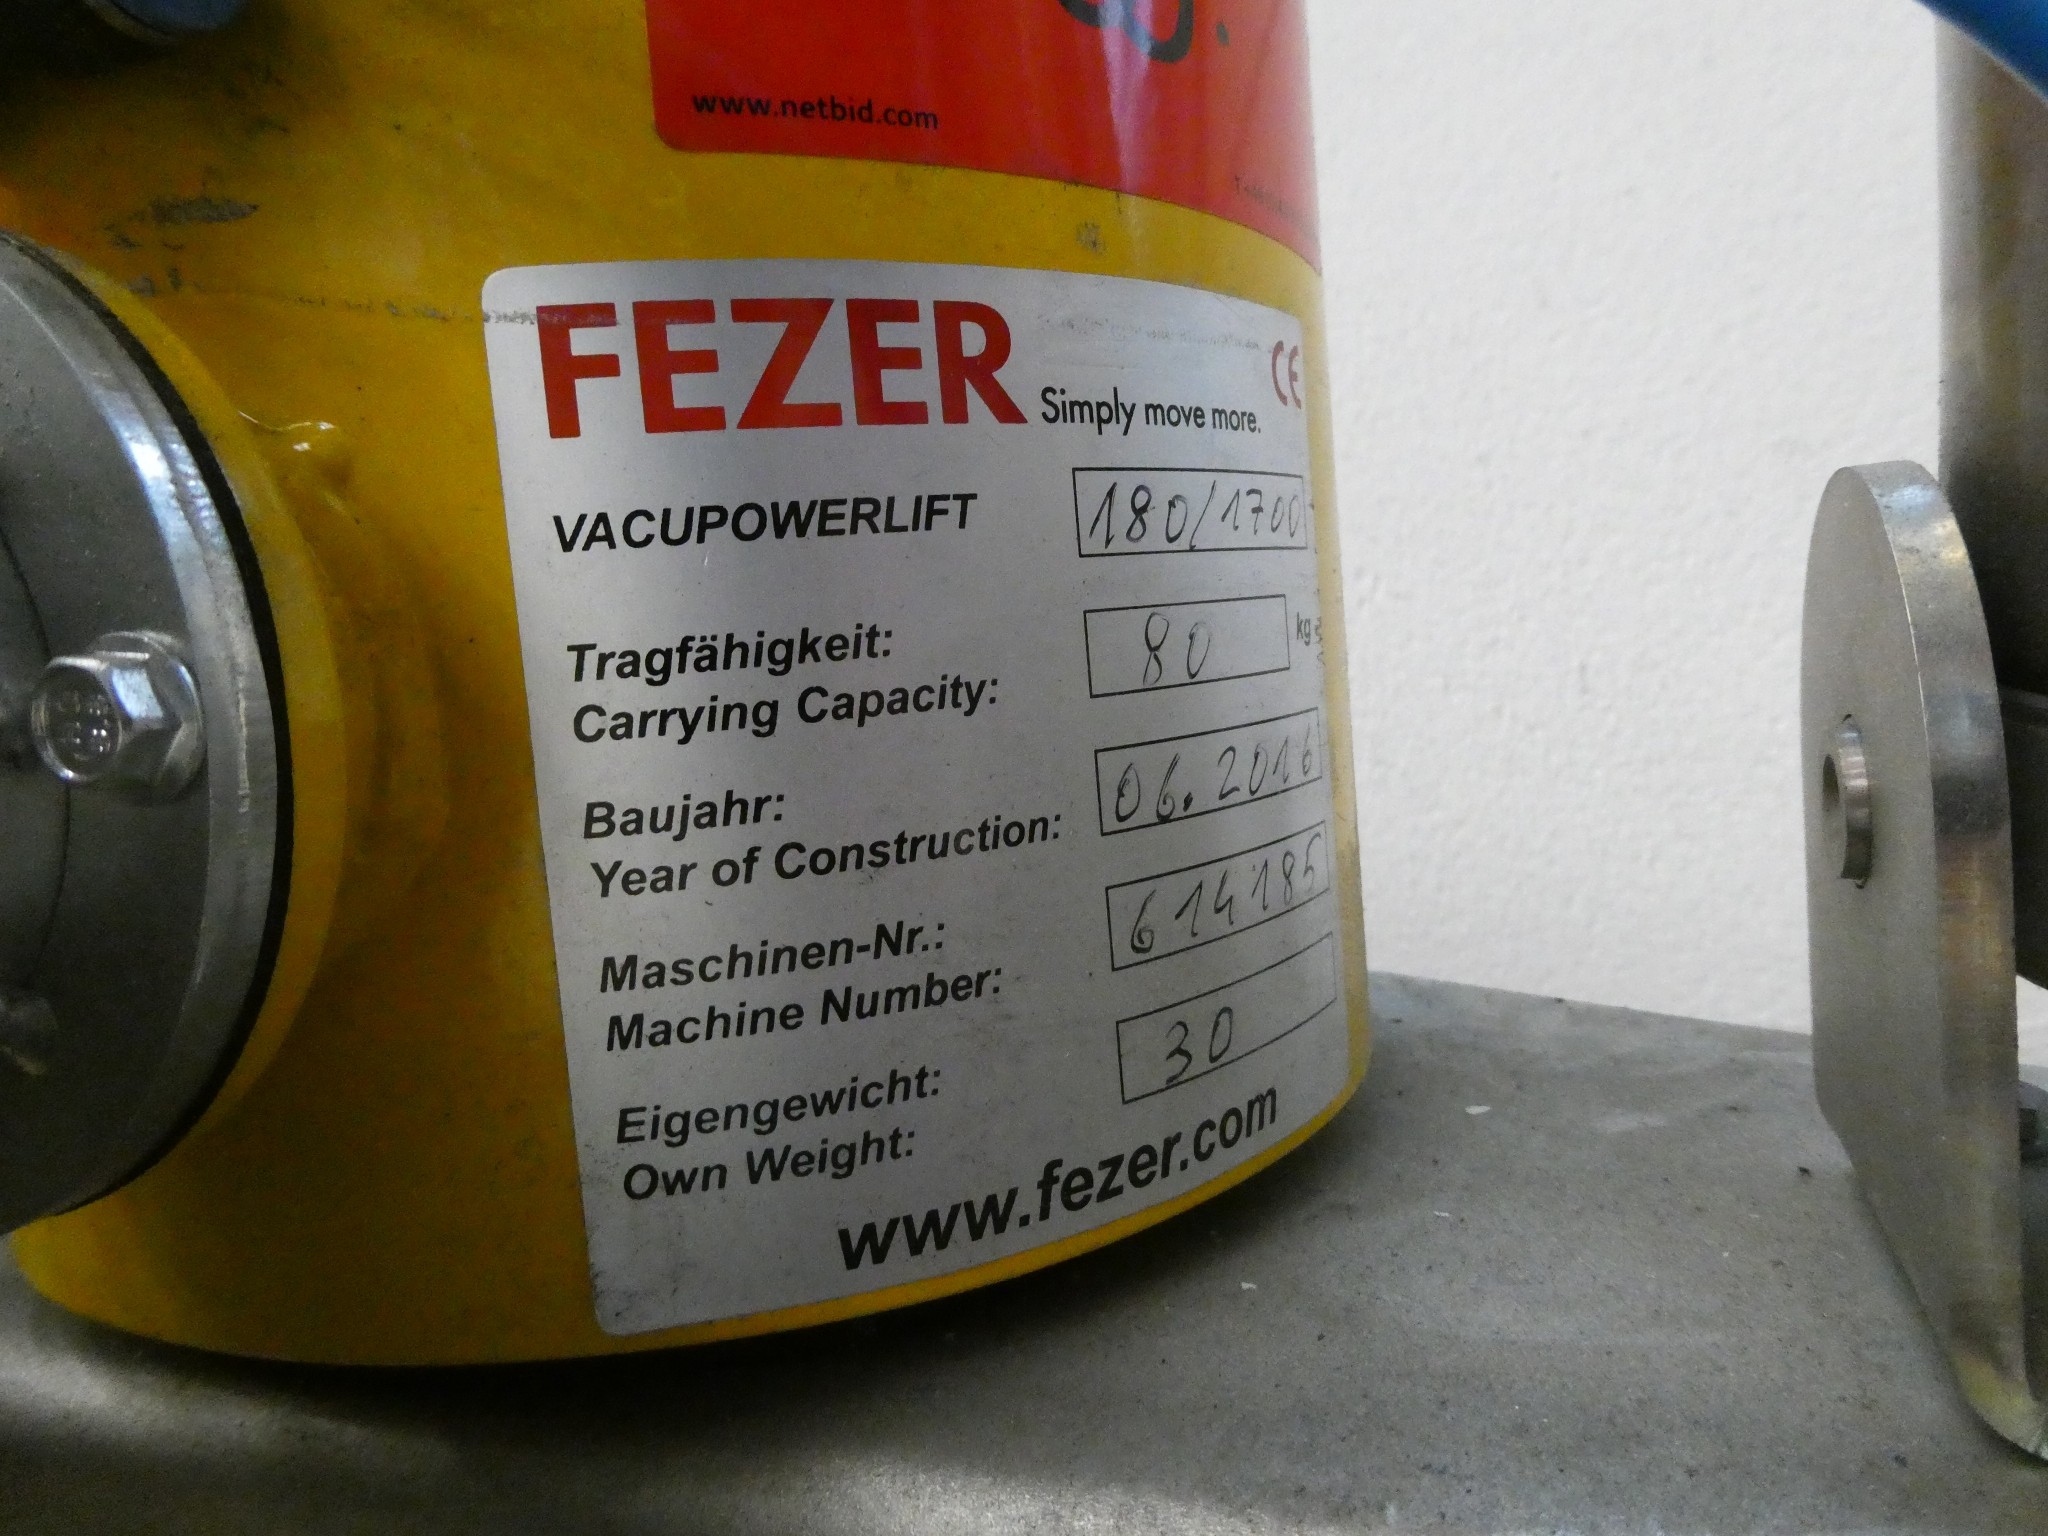 www.netbid.com
FEZER Simply move more. CE
VACUPOWERLIFT 180/1700
Tragfähigkeit: 80 kg
Carrying Capacity:
Baujahr: 06.2016
Year of Construction:
Maschinen-Nr.: 614185
Machine Number:
Eigengewicht: 30
Own Weight:
www.fezer.com